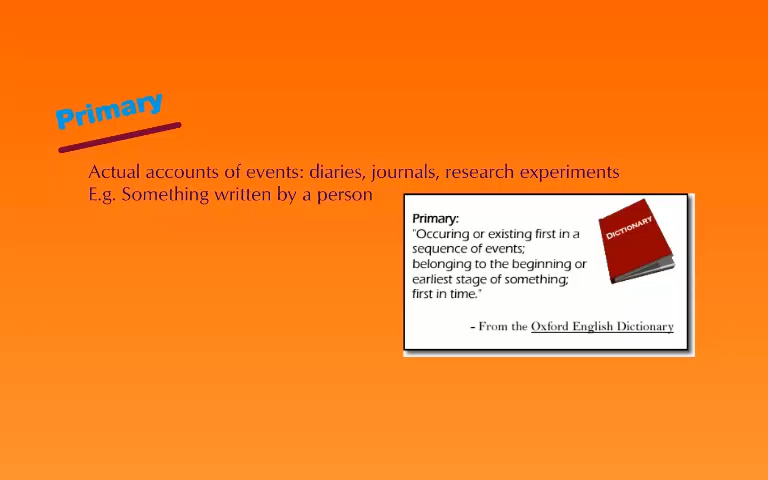 Primary
Actual accounts of events: diaries, journals, research experiments
E.g. Something written by a person
Primary:
"Occuring or existing first in a
sequence of events;
belonging to the beginning or
earliest stage of something;
first in time."
- From the Oxford English Dictionary
DICTIONARY